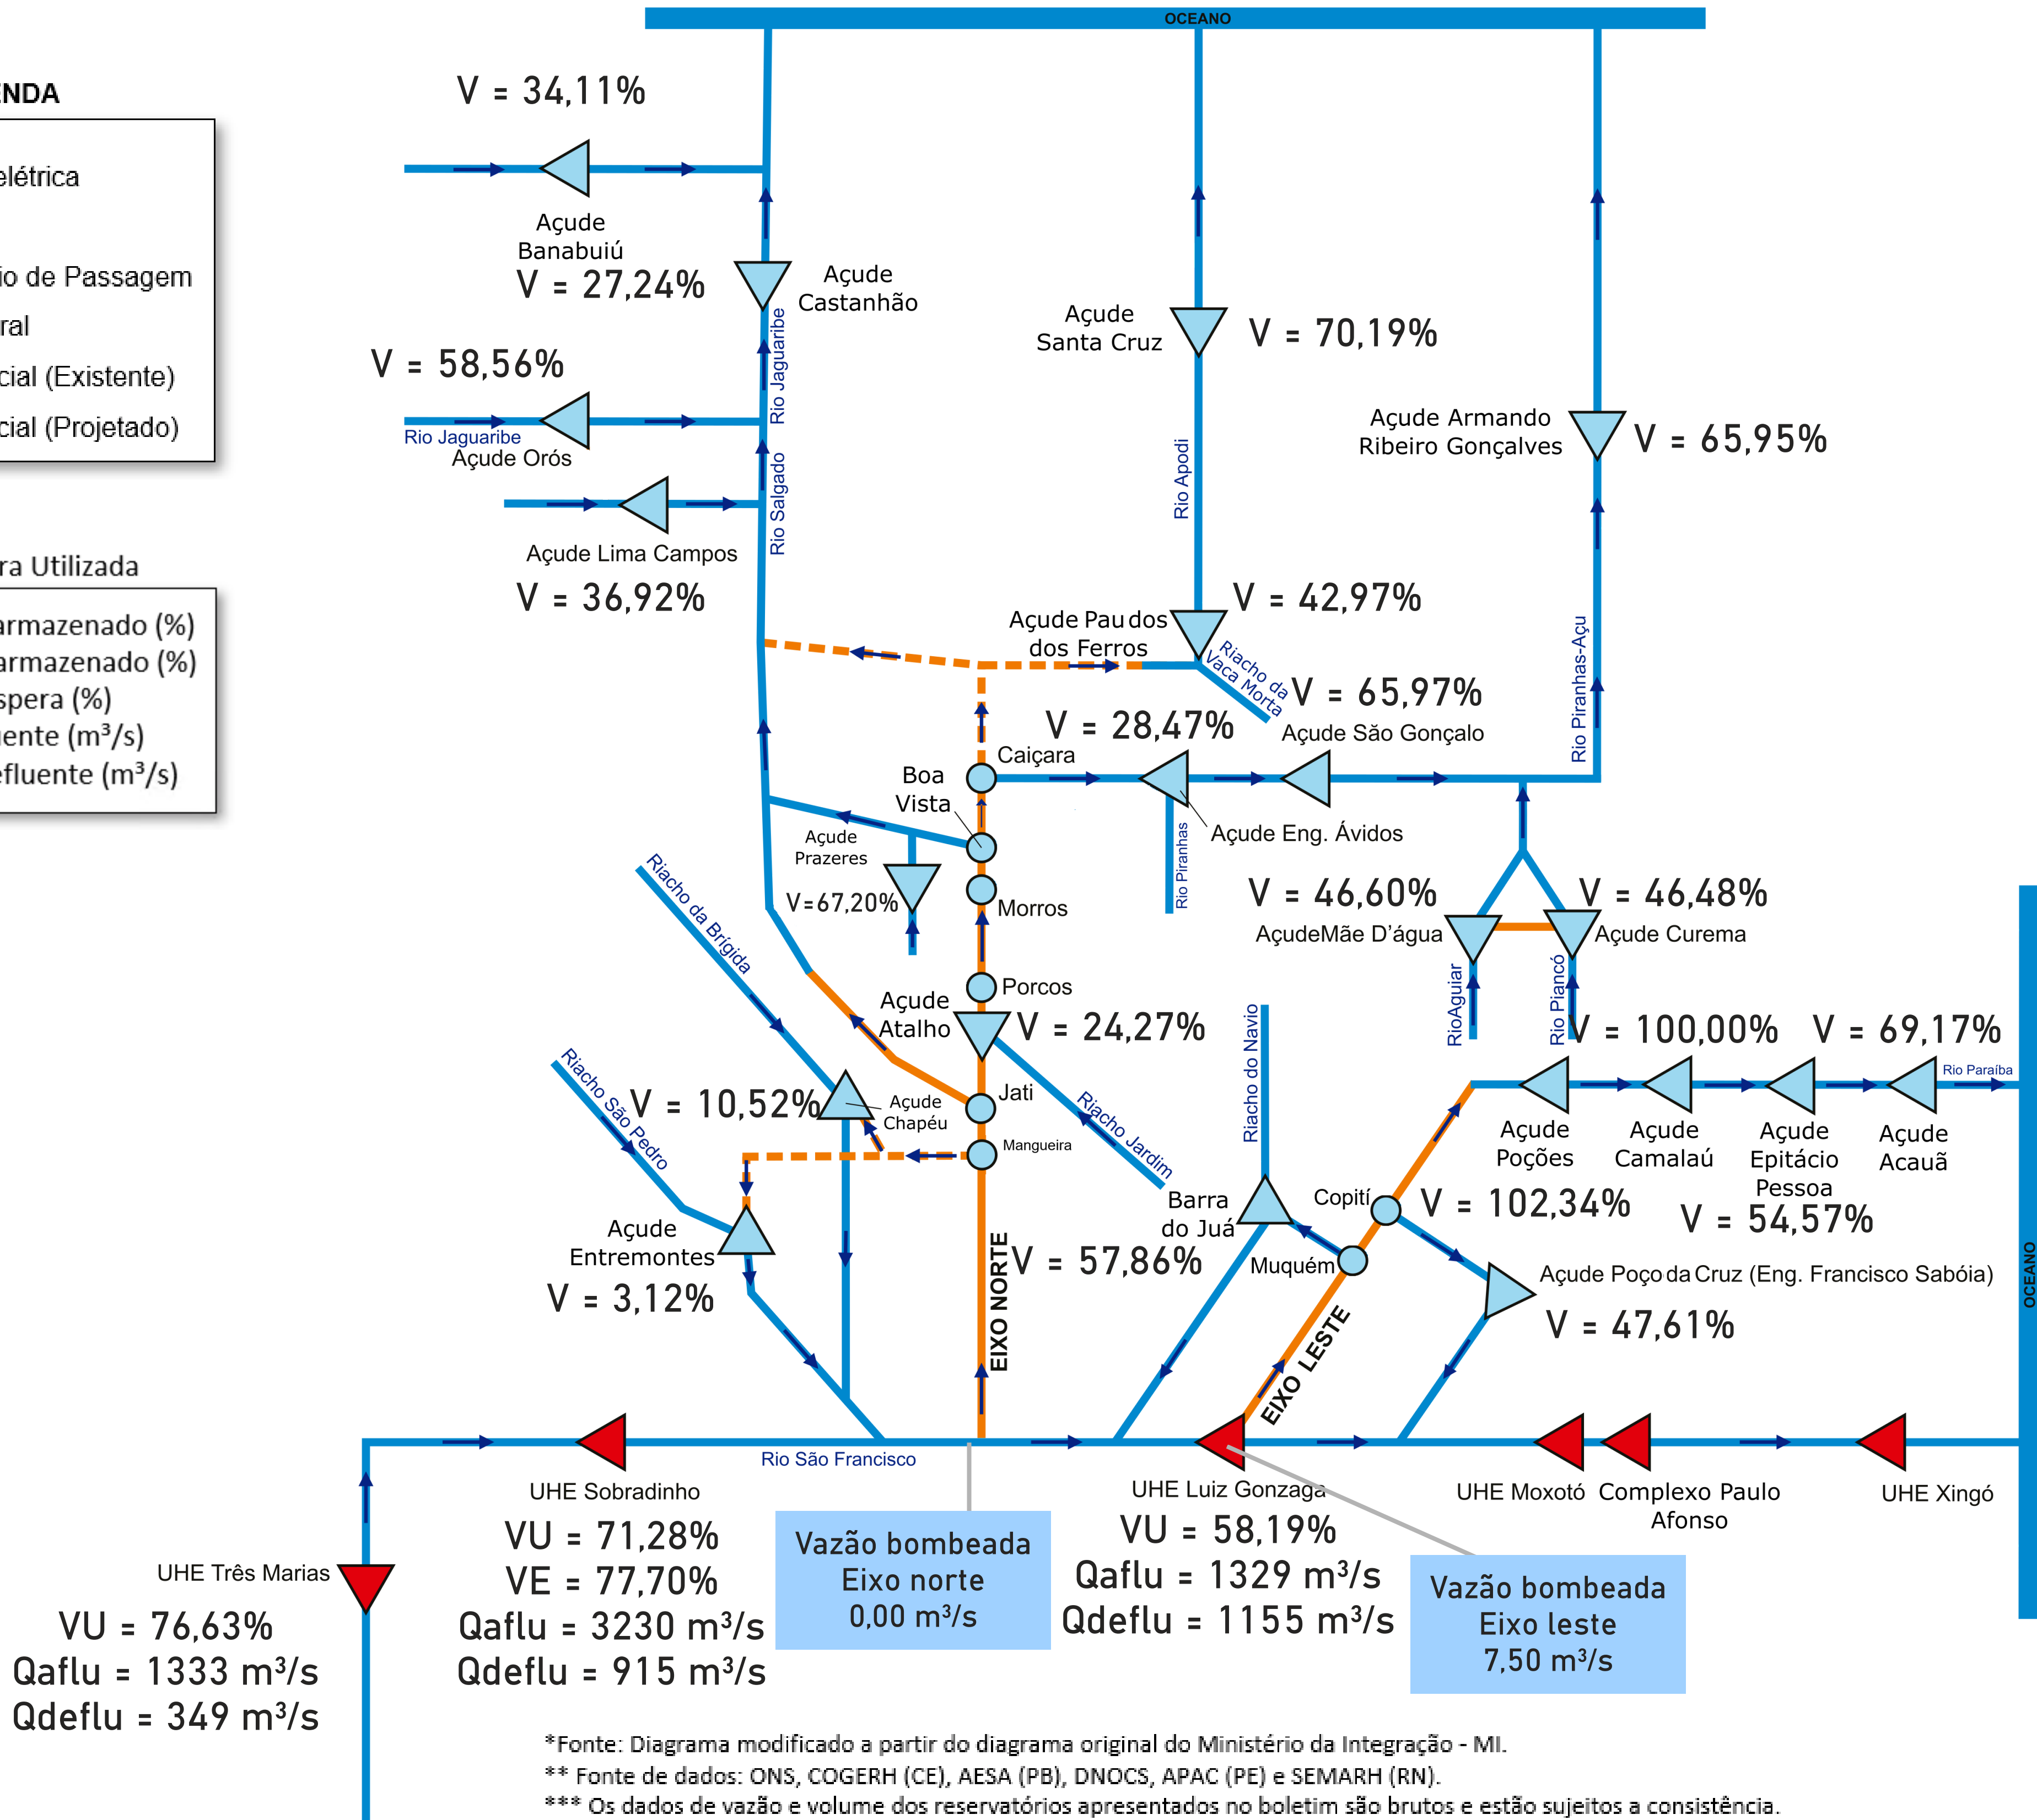 OCEANO
V = 34,11%
ENDA
elétrica
io de Passagem
ral
cial (Existente)
cial (Projetado)
Açude
Banabuiú
V = 27,24%
Açude
Castanhão
Rio Jaguaribe
V = 58,56%
Rio Jaguaribe
Açude Orós
Rio Salgado
Açude Lima Campos
V = 36,92%
Açude
Santa Cruz
V = 70,19%
Rio Apodi
Açude Armando
Ribeiro Gonçalves
V = 65,95%
Rio Piranhas-Açu
ra Utilizada
armazenado (%)
armazenado (%)
spera (%)
uente (m³/s)
efluente (m³/s)
Açude Pau dos
dos Ferros
V = 42,97%
Riacho da
Vaca Morta
V = 65,97%
Açude São Gonçalo
V = 28,47%
Caiçara
Boa
Vista
Açude Eng. Ávidos
Rio Piranhas
Açude
Prazeres
V=67,20%
Morros
Riacho da Brígida
V = 46,60%
AçudeMãe D'água
V = 46,48%
Açude Curema
RioAguiar
Rio Piancó
Porcos
Açude
Atalho
V = 24,27%
Riacho do Navio
V = 100,00%
V = 69,17%
Rio Paraíba
Riacho São Pedro
V = 10,52%
Açude
Chapéu
Jati
Mangueira
Riacho Jardim
Açude
Poções
Açude
Camalaú
Açude
Epitácio
Pessoa
Açude
Acauã
V = 102,34%
V = 54,57%
Barra
do Juá
Copití
Muquém
V = 57,86%
Açude
Entremontes
V = 3,12%
EIXO NORTE
EIXO LESTE
Açude Poço da Cruz (Eng. Francisco Sabóia)
V = 47,61%
OCEANO
Rio São Francisco
UHE Sobradinho
VU = 71,28%
VE = 77,70%
Qaflu = 3230 m³/s
Qdeflu = 915 m³/s
Vazão bombeada
Eixo norte
0,00 m³/s
UHE Luiz Gonzaga
VU = 58,19%
Qaflu = 1329 m³/s
Qdeflu = 1155 m³/s
Vazão bombeada
Eixo leste
7,50 m³/s
UHE Moxotó
Complexo Paulo
Afonso
UHE Xingó
UHE Três Marias
VU = 76,63%
Qaflu = 1333 m³/s
Qdeflu = 349 m³/s
*Fonte: Diagrama modificado a partir do diagrama original do Ministério da Integração - MI.
** Fonte de dados: ONS, COGERH (CE), AESA (PB), DNOCS, APAC (PE) e SEMARH (RN).
*** Os dados de vazão e volume dos reservatórios apresentados no boletim são brutos e estão sujeitos a consistência.